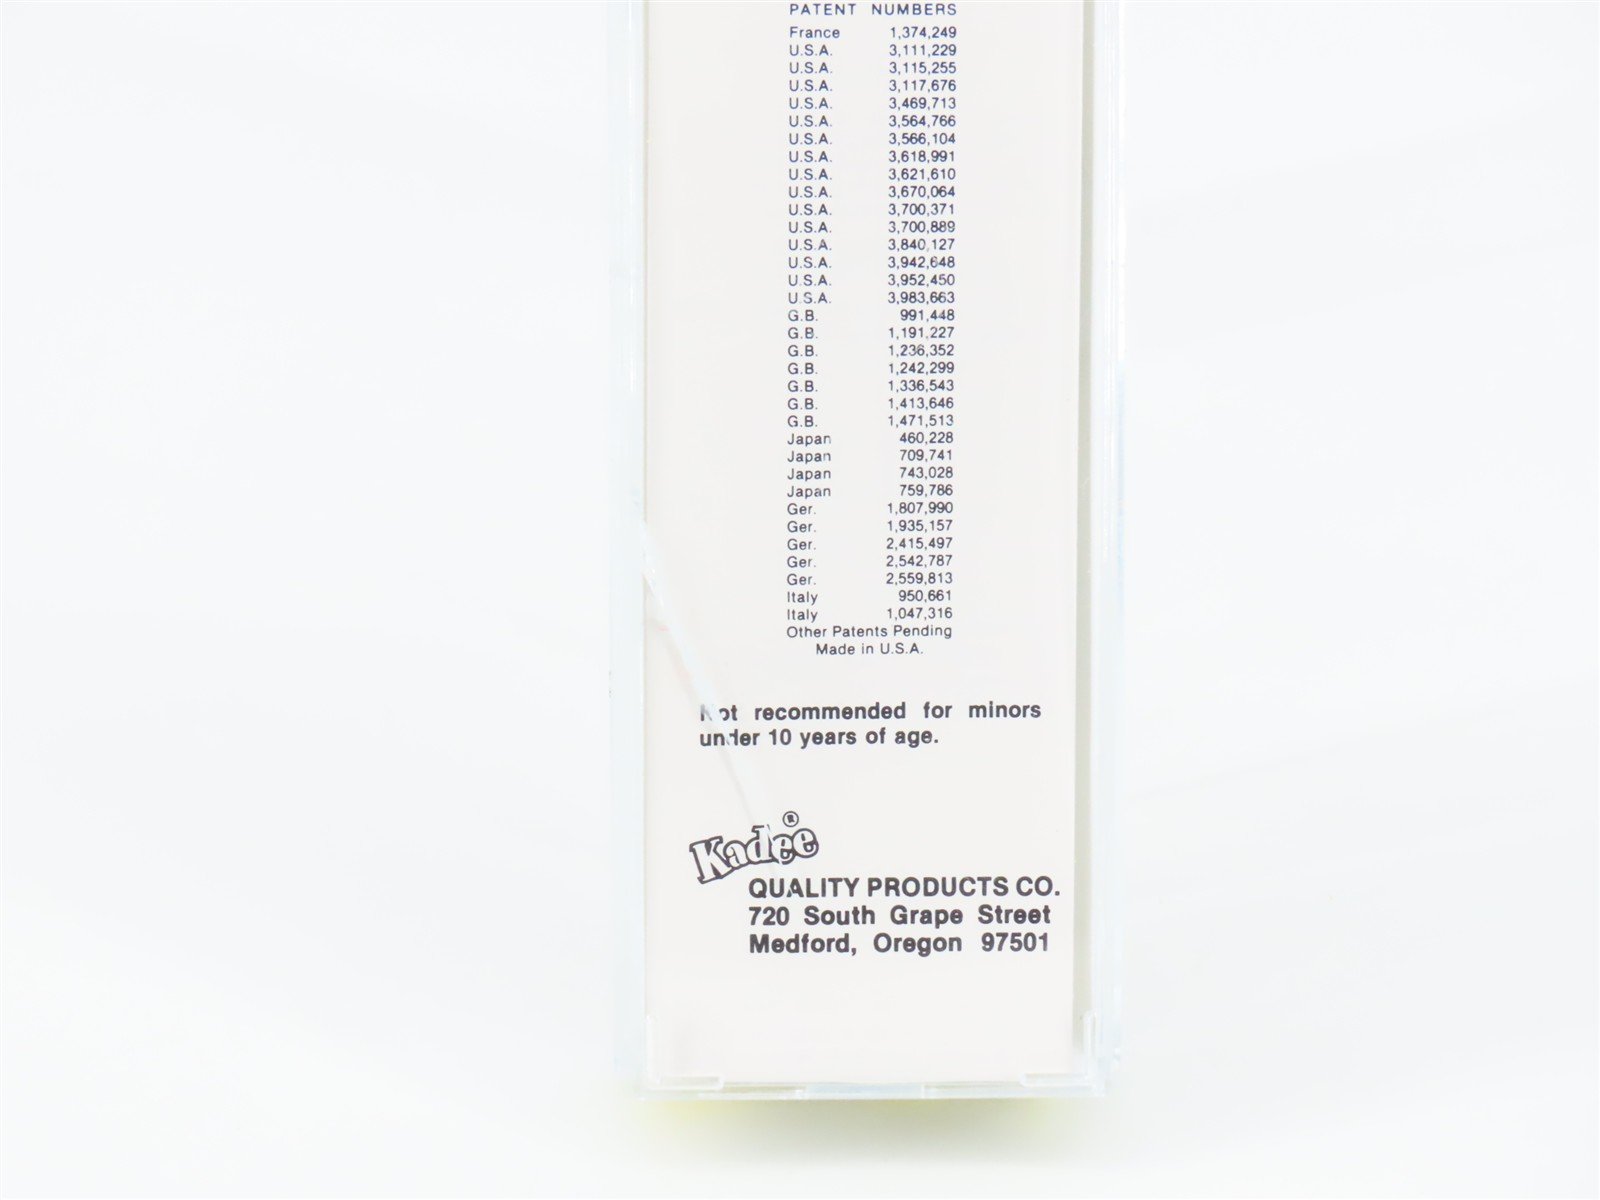 PATENT NUMBERS
France 1,374,249
U.S.A. 3,111,229
U.S.A. 3,115,255
U.S.A. 3,117,676
U.S.A. 3,469,713
U.S.A. 3,564,766
U.S.A. 3,566,104
U.S.A. 3,618,991
U.S.A. 3,621,610
U.S.A. 3,670,064
U.S.A. 3,700,371
U.S.A. 3,700,889
U.S.A. 3,840,127
U.S.A. 3,942,648
U.S.A. 3,952,450
U.S.A. 3,983,663
G.B. 991,448
G.B. 1,191,227
G.B. 1,236,352
G.B. 1,242,299
G.B. 1,336,543
G.B. 1,413,646
G.B. 1,471,513
Japan 460,228
Japan 709,741
Japan 743,028
Japan 759,786
Ger. 1,807,990
Ger. 1,935,157
Ger. 2,415,497
Ger. 2,542,787
Ger. 2,559,813
Italy 950,661
Italy 1,047,316
Other Patents Pending
Made in U.S.A.
Not recommended for minors
under 10 years of age.
Kadee®
QUALITY PRODUCTS CO.
720 South Grape Street
Medford, Oregon 97501